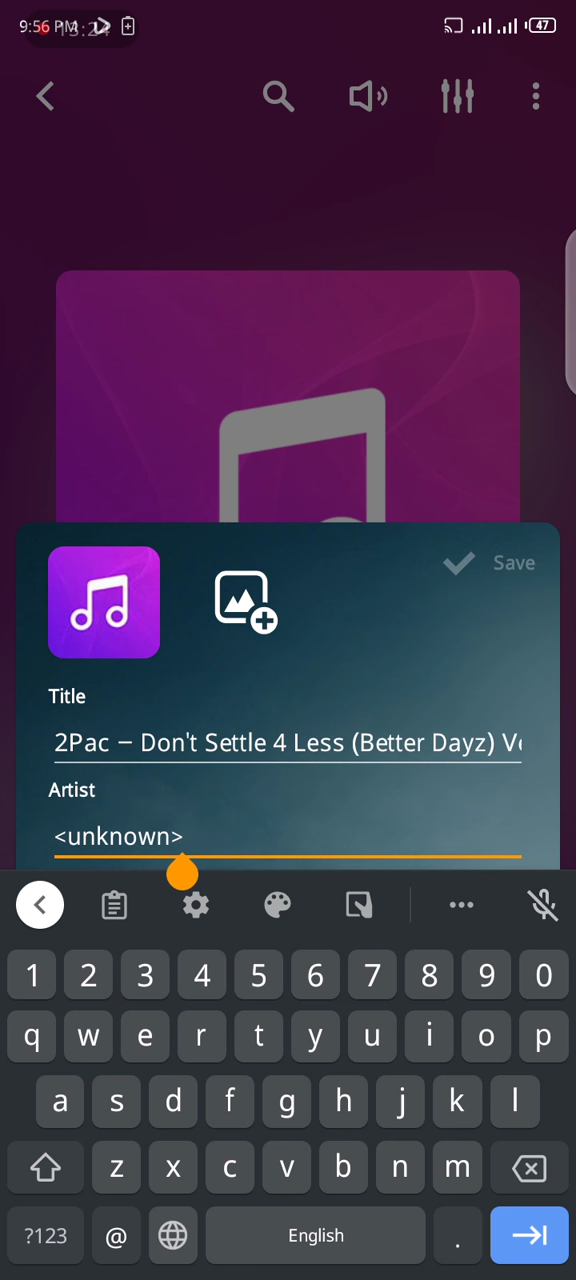 9:56 PM
47
Save
Title
2Pac – Don't Settle 4 Less (Better Dayz) V
Artist
<unknown>
1 2 3 4 5 6 7 8 9 0
q w e r t y u i o p
a s d f g h j k l
z x c v b n m
?123 @ English .